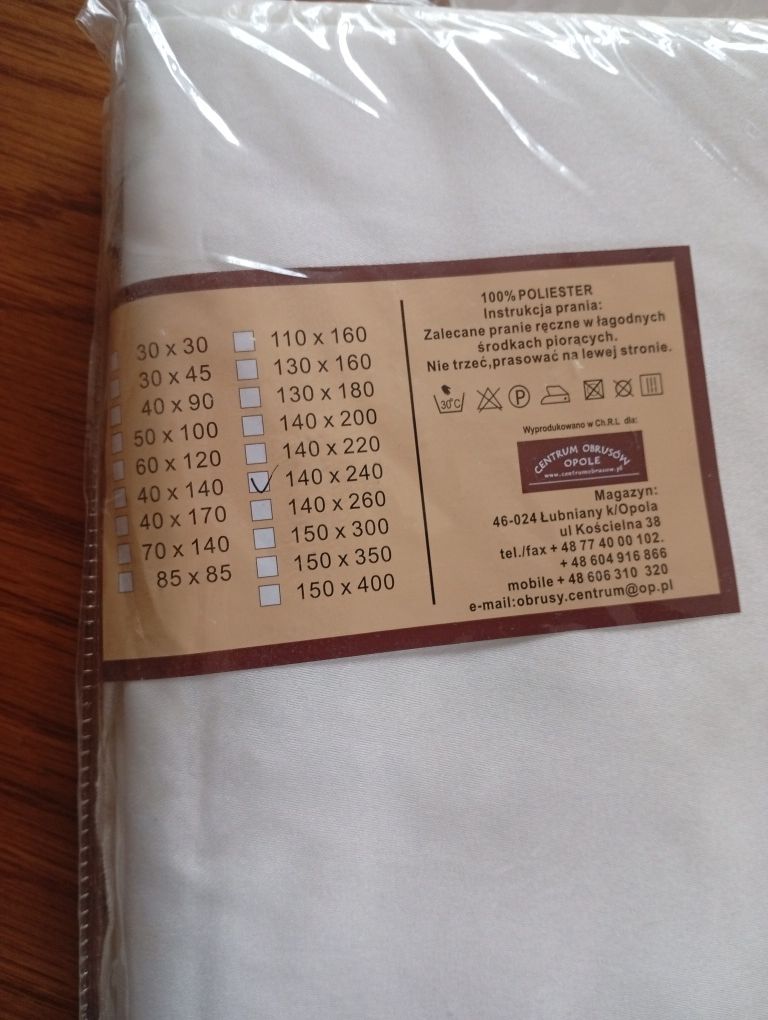 30 x 30
30 x 45
40 x 90
50 x 100
60 x 120
40 x 140
40 x 170
70 x 140
85 x 85
110 x 160
130 x 160
130 x 180
140 x 200
140 x 220
140 x 240
140 x 260
150 x 300
150 x 350
150 x 400
100% POLIESTER
Instrukcja prania:
Zalecane pranie ręczne w łagodnych
środkach piorących.
Nie trzeć,prasować na lewej stronie.
30°C
P
Wyprodukowano w Ch.R.L dla:
CENTRUM OBRUSÓW
OPOLE
www.centrumobrusow.pl
Magazyn:
46-024 Łubniany k/Opola
ul Kościelna 38
tel./fax + 48 77 40 00 102.
+ 48 604 916 866
mobile + 48 606 310 320
e-mail:obrusy.centrum@op.pl